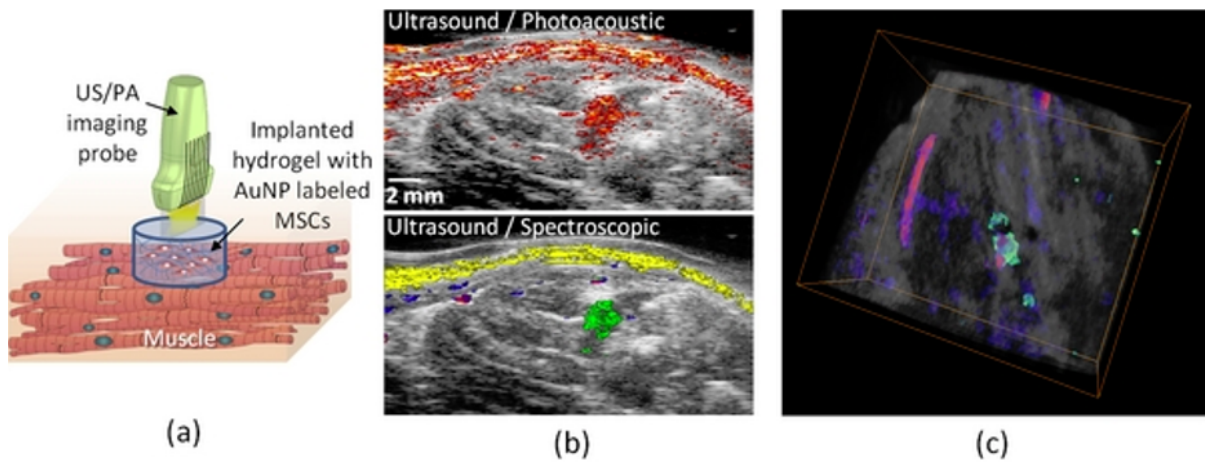 US/PA
imaging
probe
Implanted
hydrogel with
AuNP labeled
MSCs
Muscle
(a)
Ultrasound / Photoacoustic
2 mm
Ultrasound / Spectroscopic
(b)
(c)